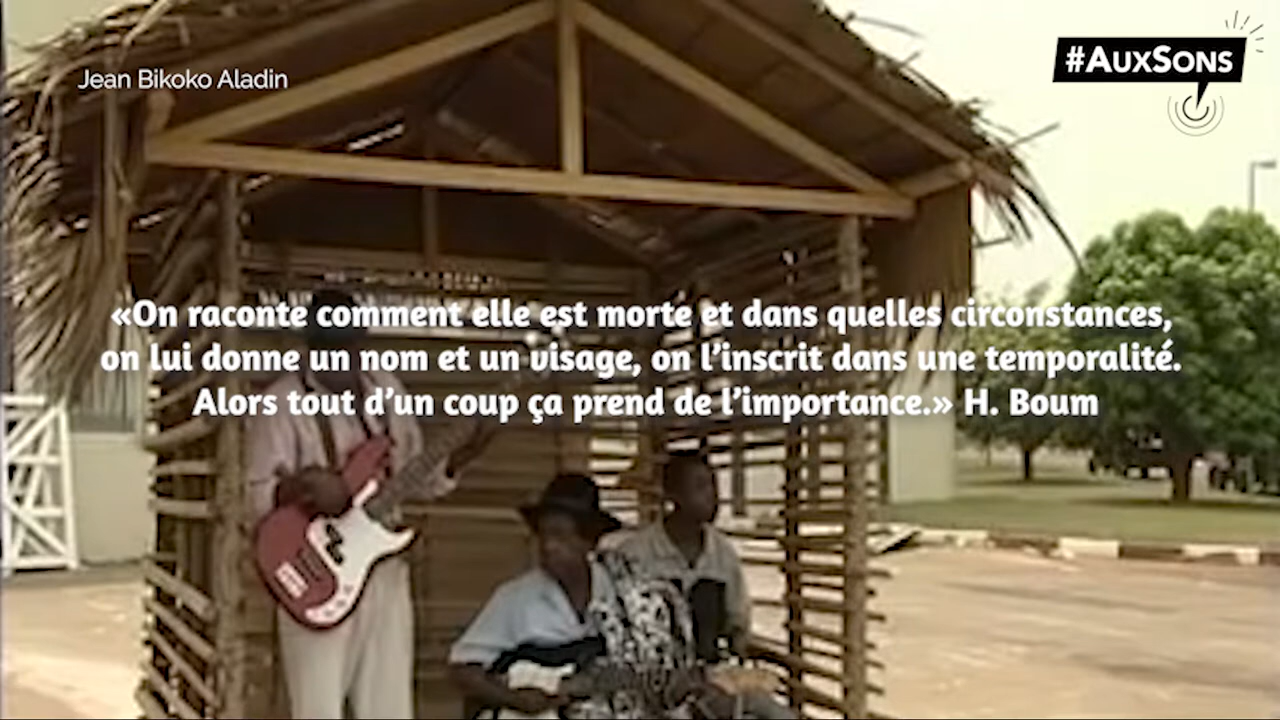 Jean Bikoko Aladin
#AuxSons
«On raconte comment elle est morte et dans quelles circonstances,
on lui donne un nom et un visage, on l’inscrit dans une temporalité.
Alors tout d’un coup ça prend de l’importance.» H. Boum